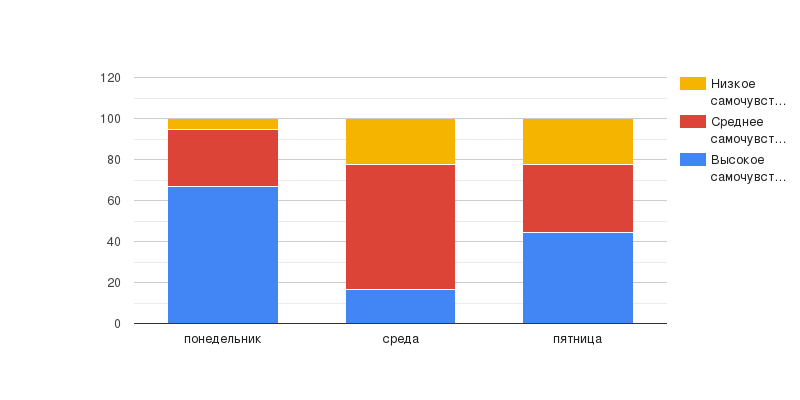 120
100
80
60
40
20
0
понедельник
среда
пятница
Низкое
самочувст...
Среднее
самочувст...
Высокое
самочувст...